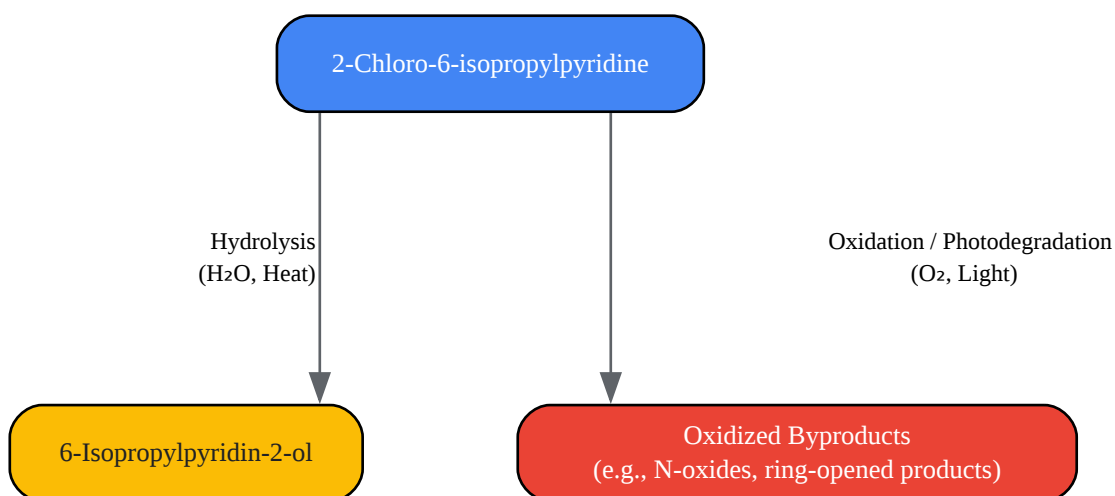 2-Chloro-6-isopropylpyridine
Hydrolysis
(H₂O, Heat)
Oxidation / Photodegradation
(O₂, Light)
6-Isopropylpyridin-2-ol
Oxidized Byproducts
(e.g., N-oxides, ring-opened products)